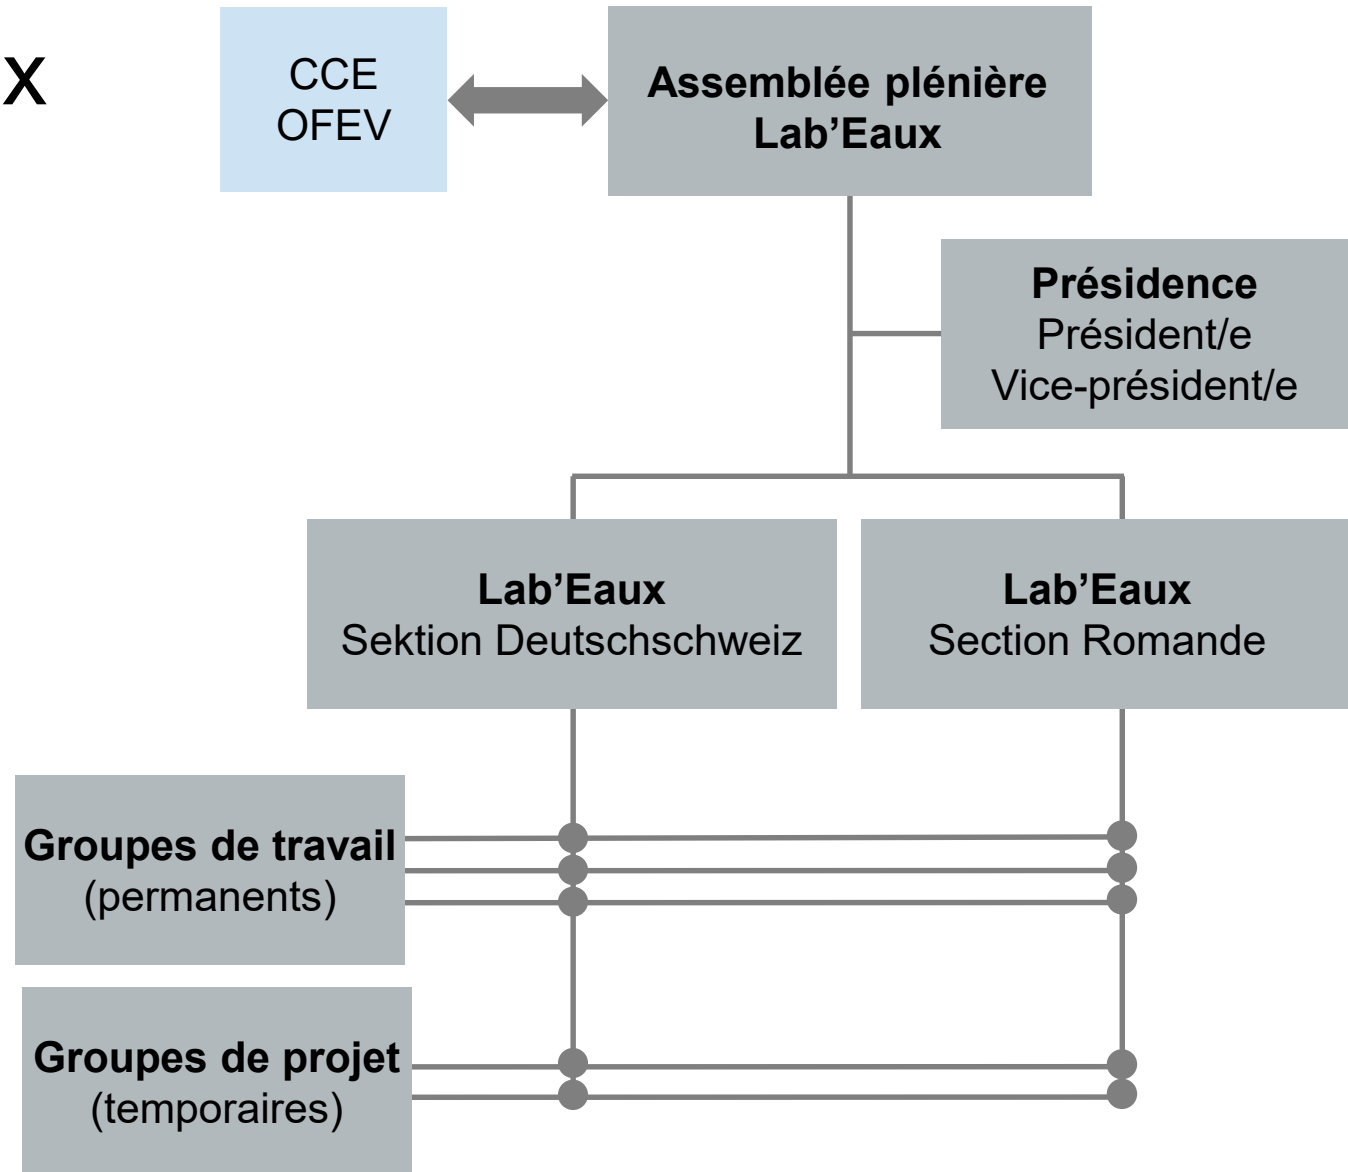 x
CCE
OFEV
Assemblée plénière
Lab’Eaux
Présidence
Président/e
Vice-président/e
Lab’Eaux
Sektion Deutschschweiz
Lab’Eaux
Section Romande
Groupes de travail
(permanents)
Groupes de projet
(temporaires)